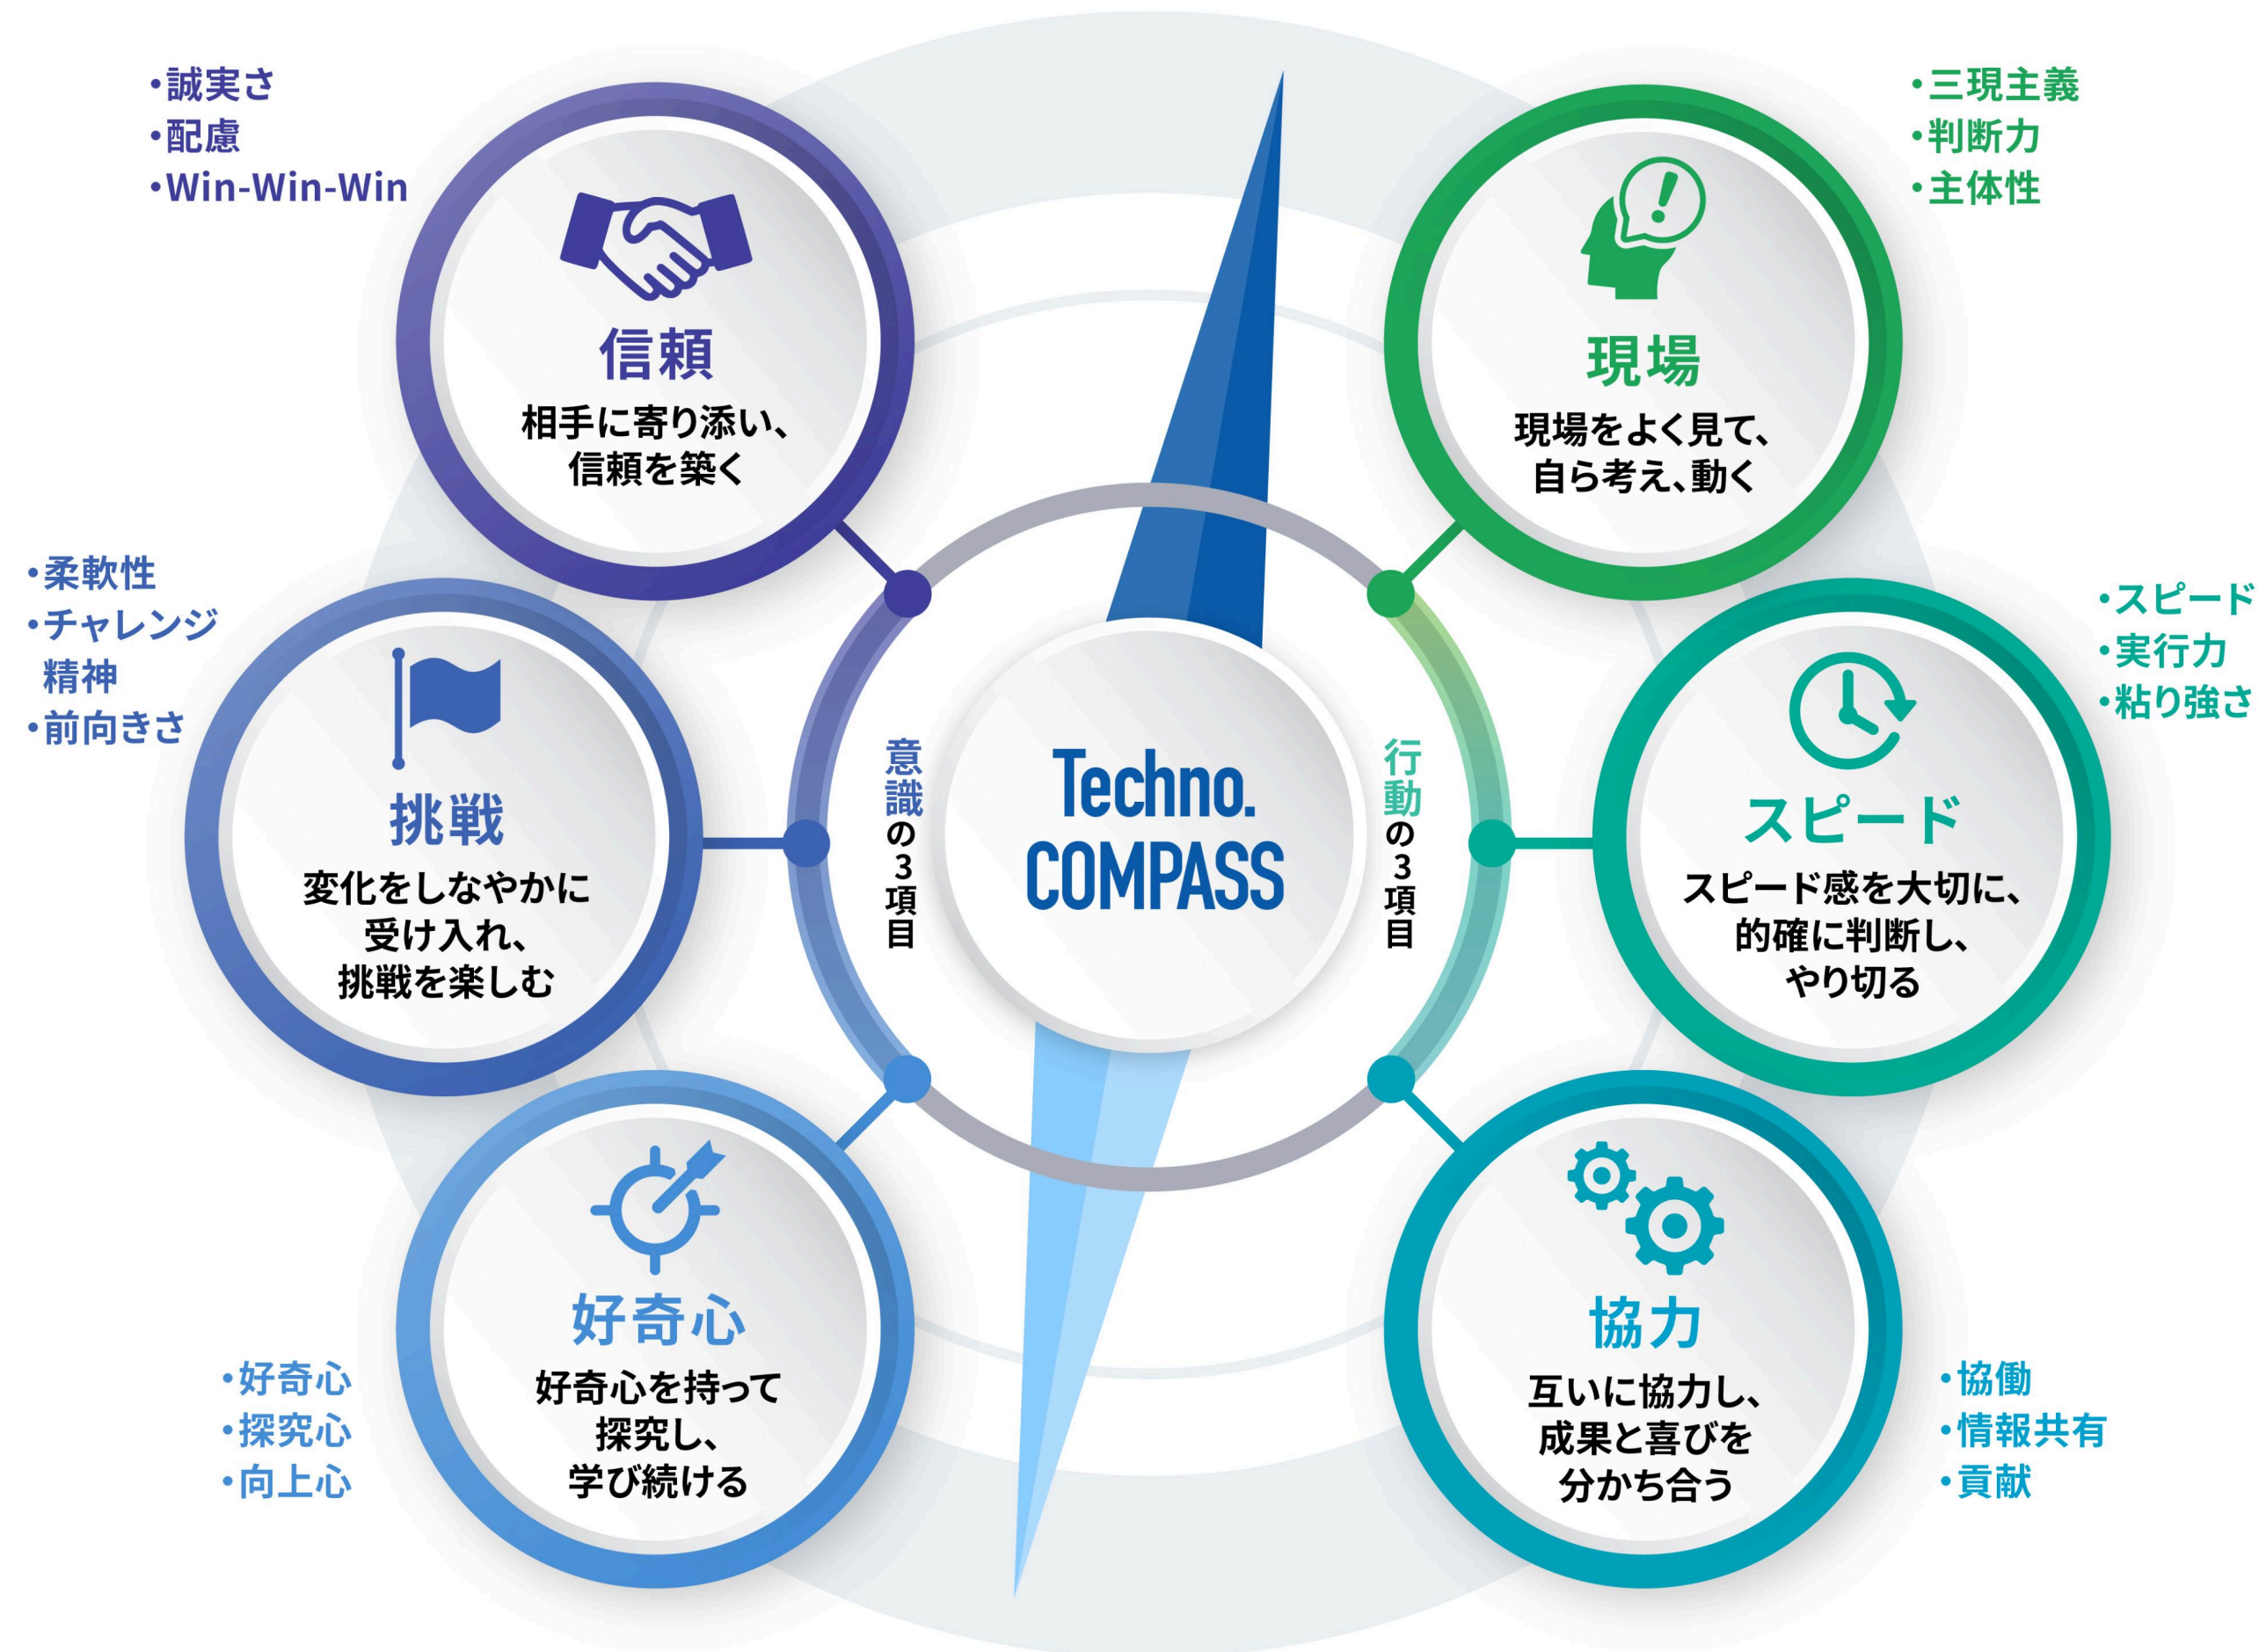 ・誠実さ
・配慮
・Win-Win-Win
信頼
相手に寄り添い、
信頼を築く
・三現主義
・判断力
・主体性
現場
現場をよく見て、
自ら考え、動く
・柔軟性
・チャレンジ
精神
・前向きさ
挑戦
変化をしなやかに
受け入れ、
挑戦を楽しむ
意識の3項目
Techno.
COMPASS
行動の3項目
・スピード
・実行力
・粘り強さ
スピード
スピード感を大切に、
的確に判断し、
やり切る
・好奇心
・探究心
・向上心
好奇心
好奇心を持って
探究し、
学び続ける
協力
互いに協力し、
成果と喜びを
分かち合う
・協働
・情報共有
・貢献